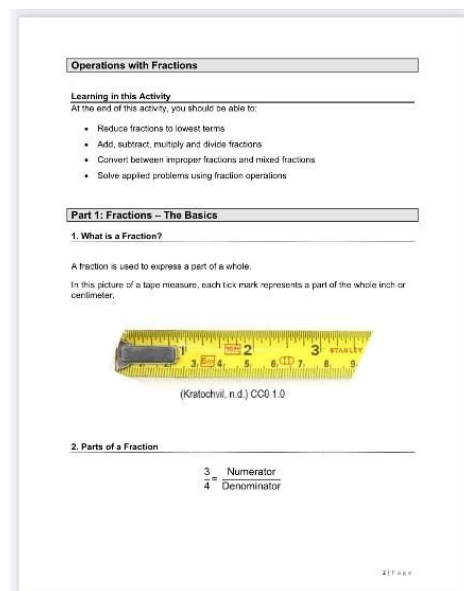 Operations with Fractions
Learning in this Activity
At the end of this activity, you should be able to:
• Reduce fractions to lowest terms
• Add, subtract, multiply and divide fractions
• Convert between improper fractions and mixed fractions
• Solve applied problems using fraction operations
Part 1: Fractions – The Basics
1. What is a Fraction?
A fraction is used to express a part of a whole.
In this picture of a tape measure, each tick mark represents a part of the whole inch or
centimeter.
1 10ft 2 3 STANLEY
3 8m 4 5 6 II 7 8 9
(Kratochvil, n.d.) CC0 1.0
2. Parts of a Fraction
3/4 = Numerator/Denominator
2 | Page